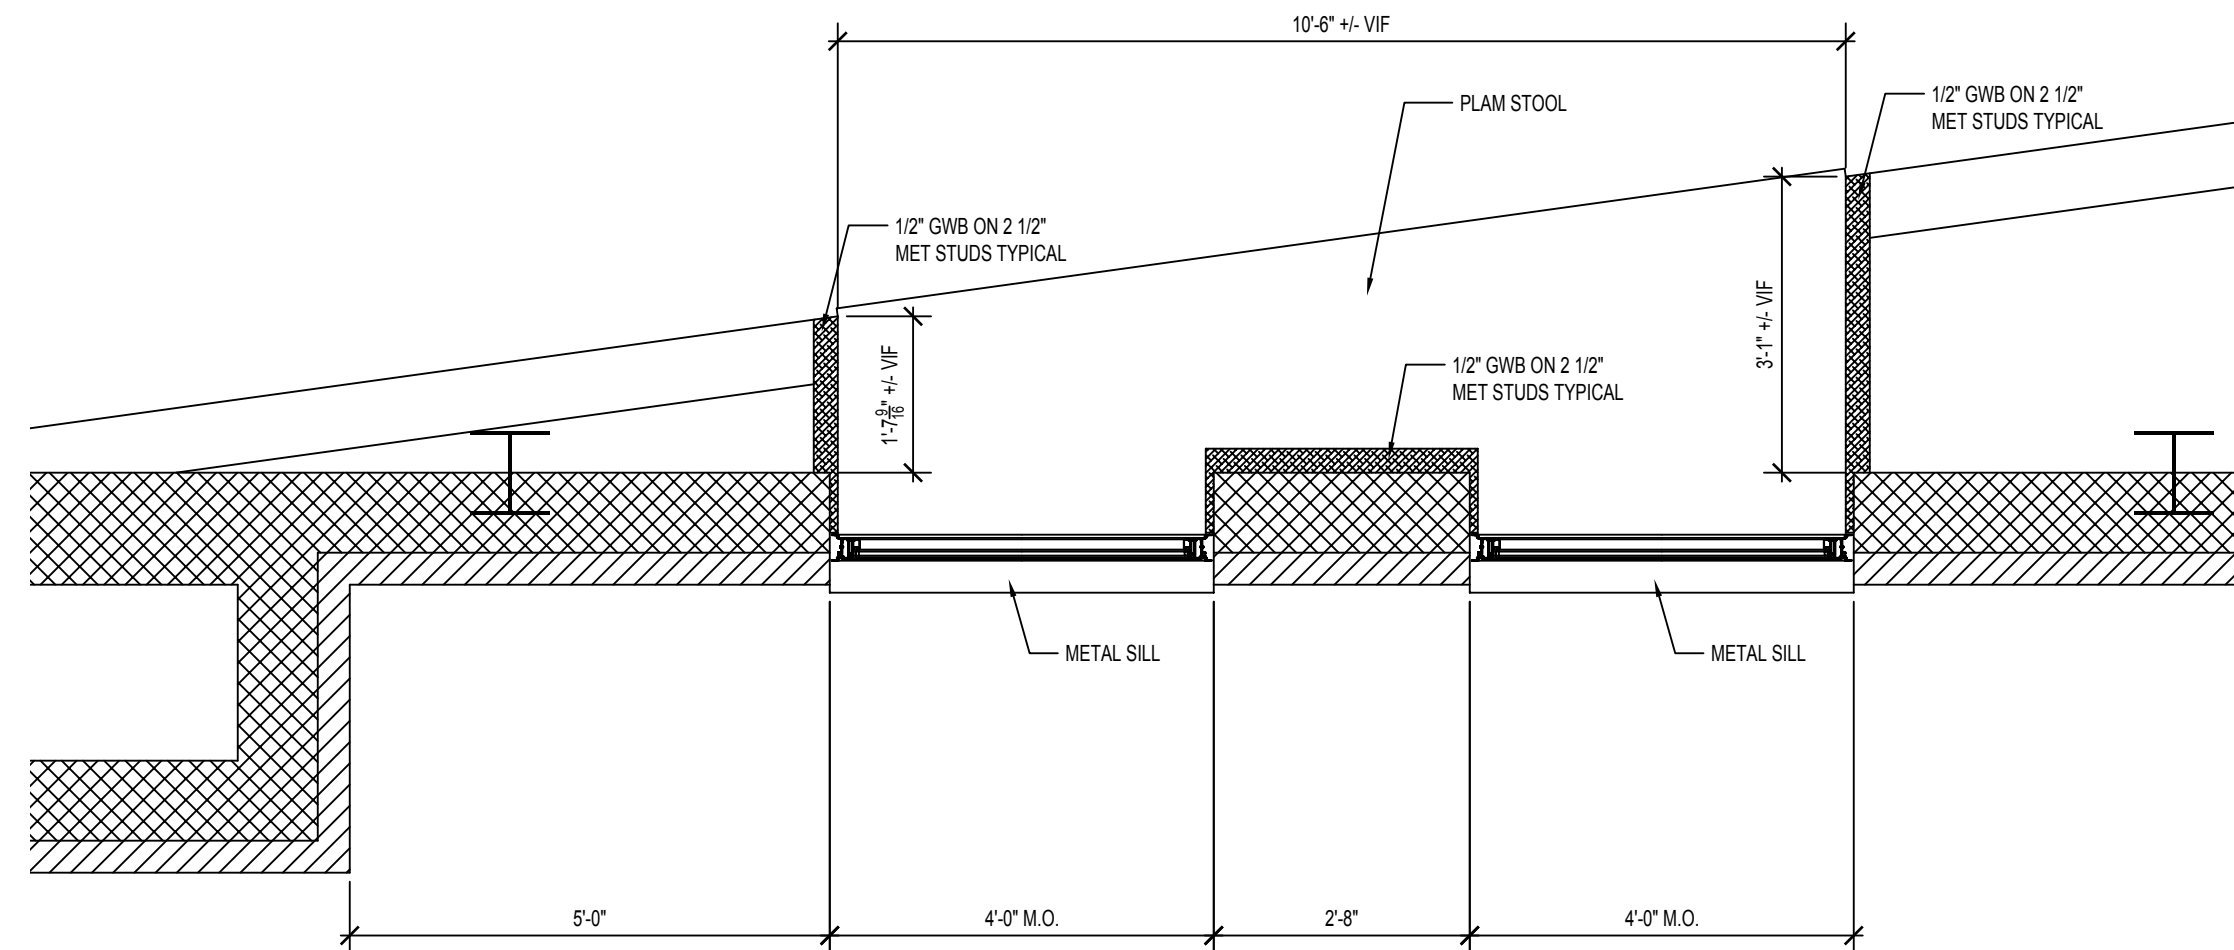 10'-6" +/- VIF
PLAM STOOL
1/2" GWB ON 2 1/2"
MET STUDS TYPICAL
1/2" GWB ON 2 1/2"
MET STUDS TYPICAL
3'-1" +/- VIF
1'-7 9/16" +/- VIF
1/2" GWB ON 2 1/2"
MET STUDS TYPICAL
METAL SILL
METAL SILL
5'-0"
4'-0" M.O.
2'-8"
4'-0" M.O.